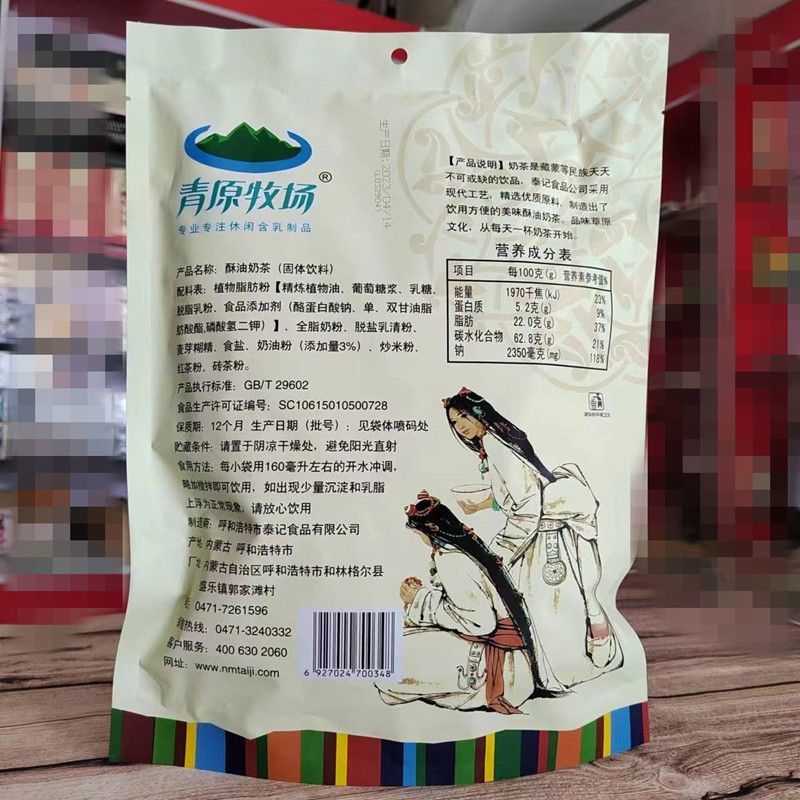 青原牧场®
专业专注休闲含乳制品
生产日期:2023/04/14
【产品说明】奶茶是藏蒙等民族天天
不可或缺的饮品,泰记食品公司采用
现代工艺,精选优质原料,制造出了
饮用方便的美味酥油奶茶。品味草原
文化,从每天一杯奶茶开始。
营养成分表
项目 每100克(g) 营养素参考值%
能量 1970千焦(kJ) 23%
蛋白质 5.2克(g) 9%
脂肪 22.0克(g) 37%
碳水化合物 62.8克(g) 21%
钠 2350毫克(mg) 118%
产品名称:酥油奶茶(固体饮料)
配料表:植物脂肪粉【精炼植物油、葡萄糖浆、乳糖、
脱脂乳粉、食品添加剂(酪蛋白酸钠、单、双甘油脂
肪酸酯,磷酸氢二钾)】、全脂奶粉、脱盐乳清粉、
麦芽糊精、食盐、奶油粉(添加量3%)、炒米粉、
红茶粉、砖茶粉。
产品执行标准:GB/T 29602
食品生产许可证编号:SC10615010500728
保质期:12个月 生产日期(批号):见袋体喷码处
贮藏条件:请置于阴凉干燥处,避免阳光直射
食用方法:每小袋用160毫升左右的开水冲调,
略加搅拌即可饮用,如出现少量沉淀和乳脂
上浮为正常现象,请放心饮用
制造商:呼和浩特市泰记食品有限公司
产地:内蒙古 呼和浩特市
厂址:内蒙古自治区呼和浩特市和林格尔县
盛乐镇郭家滩村
0471-7261596
热线:0471-3240332
客户服务:400 630 2060
网址:www.nmtaiji.com
6 927024 700348